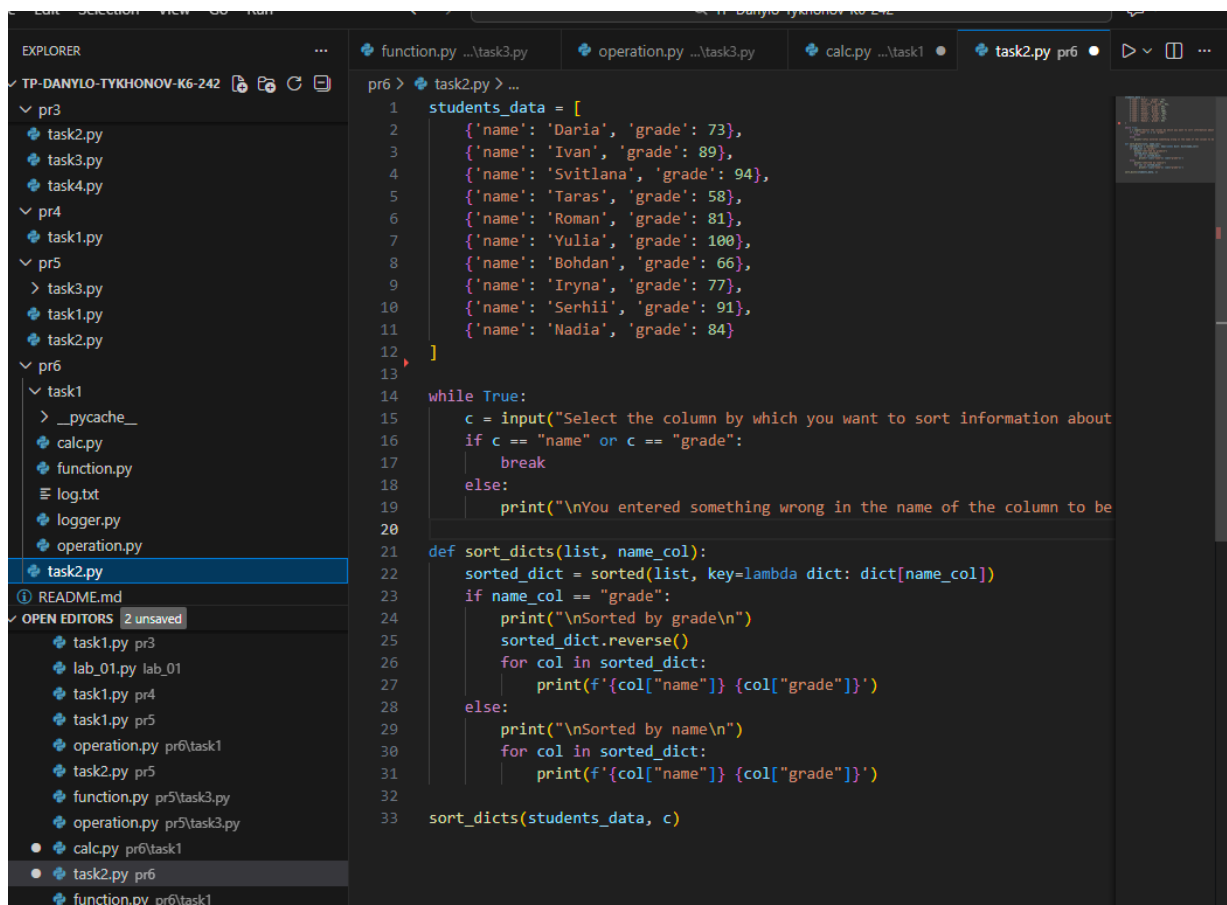 Edit Selection View Go Run
TP-Danylo-Tykhonov-K6-242
EXPLORER
TP-DANYLO-TYKHONOV-K6-242
pr3
task2.py
task3.py
task4.py
pr4
task1.py
pr5
task3.py
task1.py
task2.py
pr6
task1
__pycache__
calc.py
function.py
log.txt
logger.py
operation.py
task2.py
README.md
OPEN EDITORS 2 unsaved
task1.py pr3
lab_01.py lab_01
task1.py pr4
task1.py pr5
operation.py pr6\task1
task2.py pr5
function.py pr5\task3.py
operation.py pr5\task3.py
calc.py pr6\task1
task2.py pr6
function.py pr6\task1
function.py ...\task3.py operation.py ...\task3.py calc.py ...\task1 task2.py pr6
pr6 > task2.py > ...
1 students_data = [
2     {'name': 'Daria', 'grade': 73},
3     {'name': 'Ivan', 'grade': 89},
4     {'name': 'Svitlana', 'grade': 94},
5     {'name': 'Taras', 'grade': 58},
6     {'name': 'Roman', 'grade': 81},
7     {'name': 'Yulia', 'grade': 100},
8     {'name': 'Bohdan', 'grade': 66},
9     {'name': 'Iryna', 'grade': 77},
10     {'name': 'Serhii', 'grade': 91},
11     {'name': 'Nadia', 'grade': 84}
12 ]
13
14 while True:
15     c = input("Select the column by which you want to sort information about
16     if c == "name" or c == "grade":
17         break
18     else:
19         print("\nYou entered something wrong in the name of the column to be
20
21 def sort_dicts(list, name_col):
22     sorted_dict = sorted(list, key=lambda dict: dict[name_col])
23     if name_col == "grade":
24         print("\nSorted by grade\n")
25         sorted_dict.reverse()
26         for col in sorted_dict:
27             print(f'{col["name"]} {col["grade"]}')
28     else:
29         print("\nSorted by name\n")
30         for col in sorted_dict:
31             print(f'{col["name"]} {col["grade"]}')
32
33 sort_dicts(students_data, c)